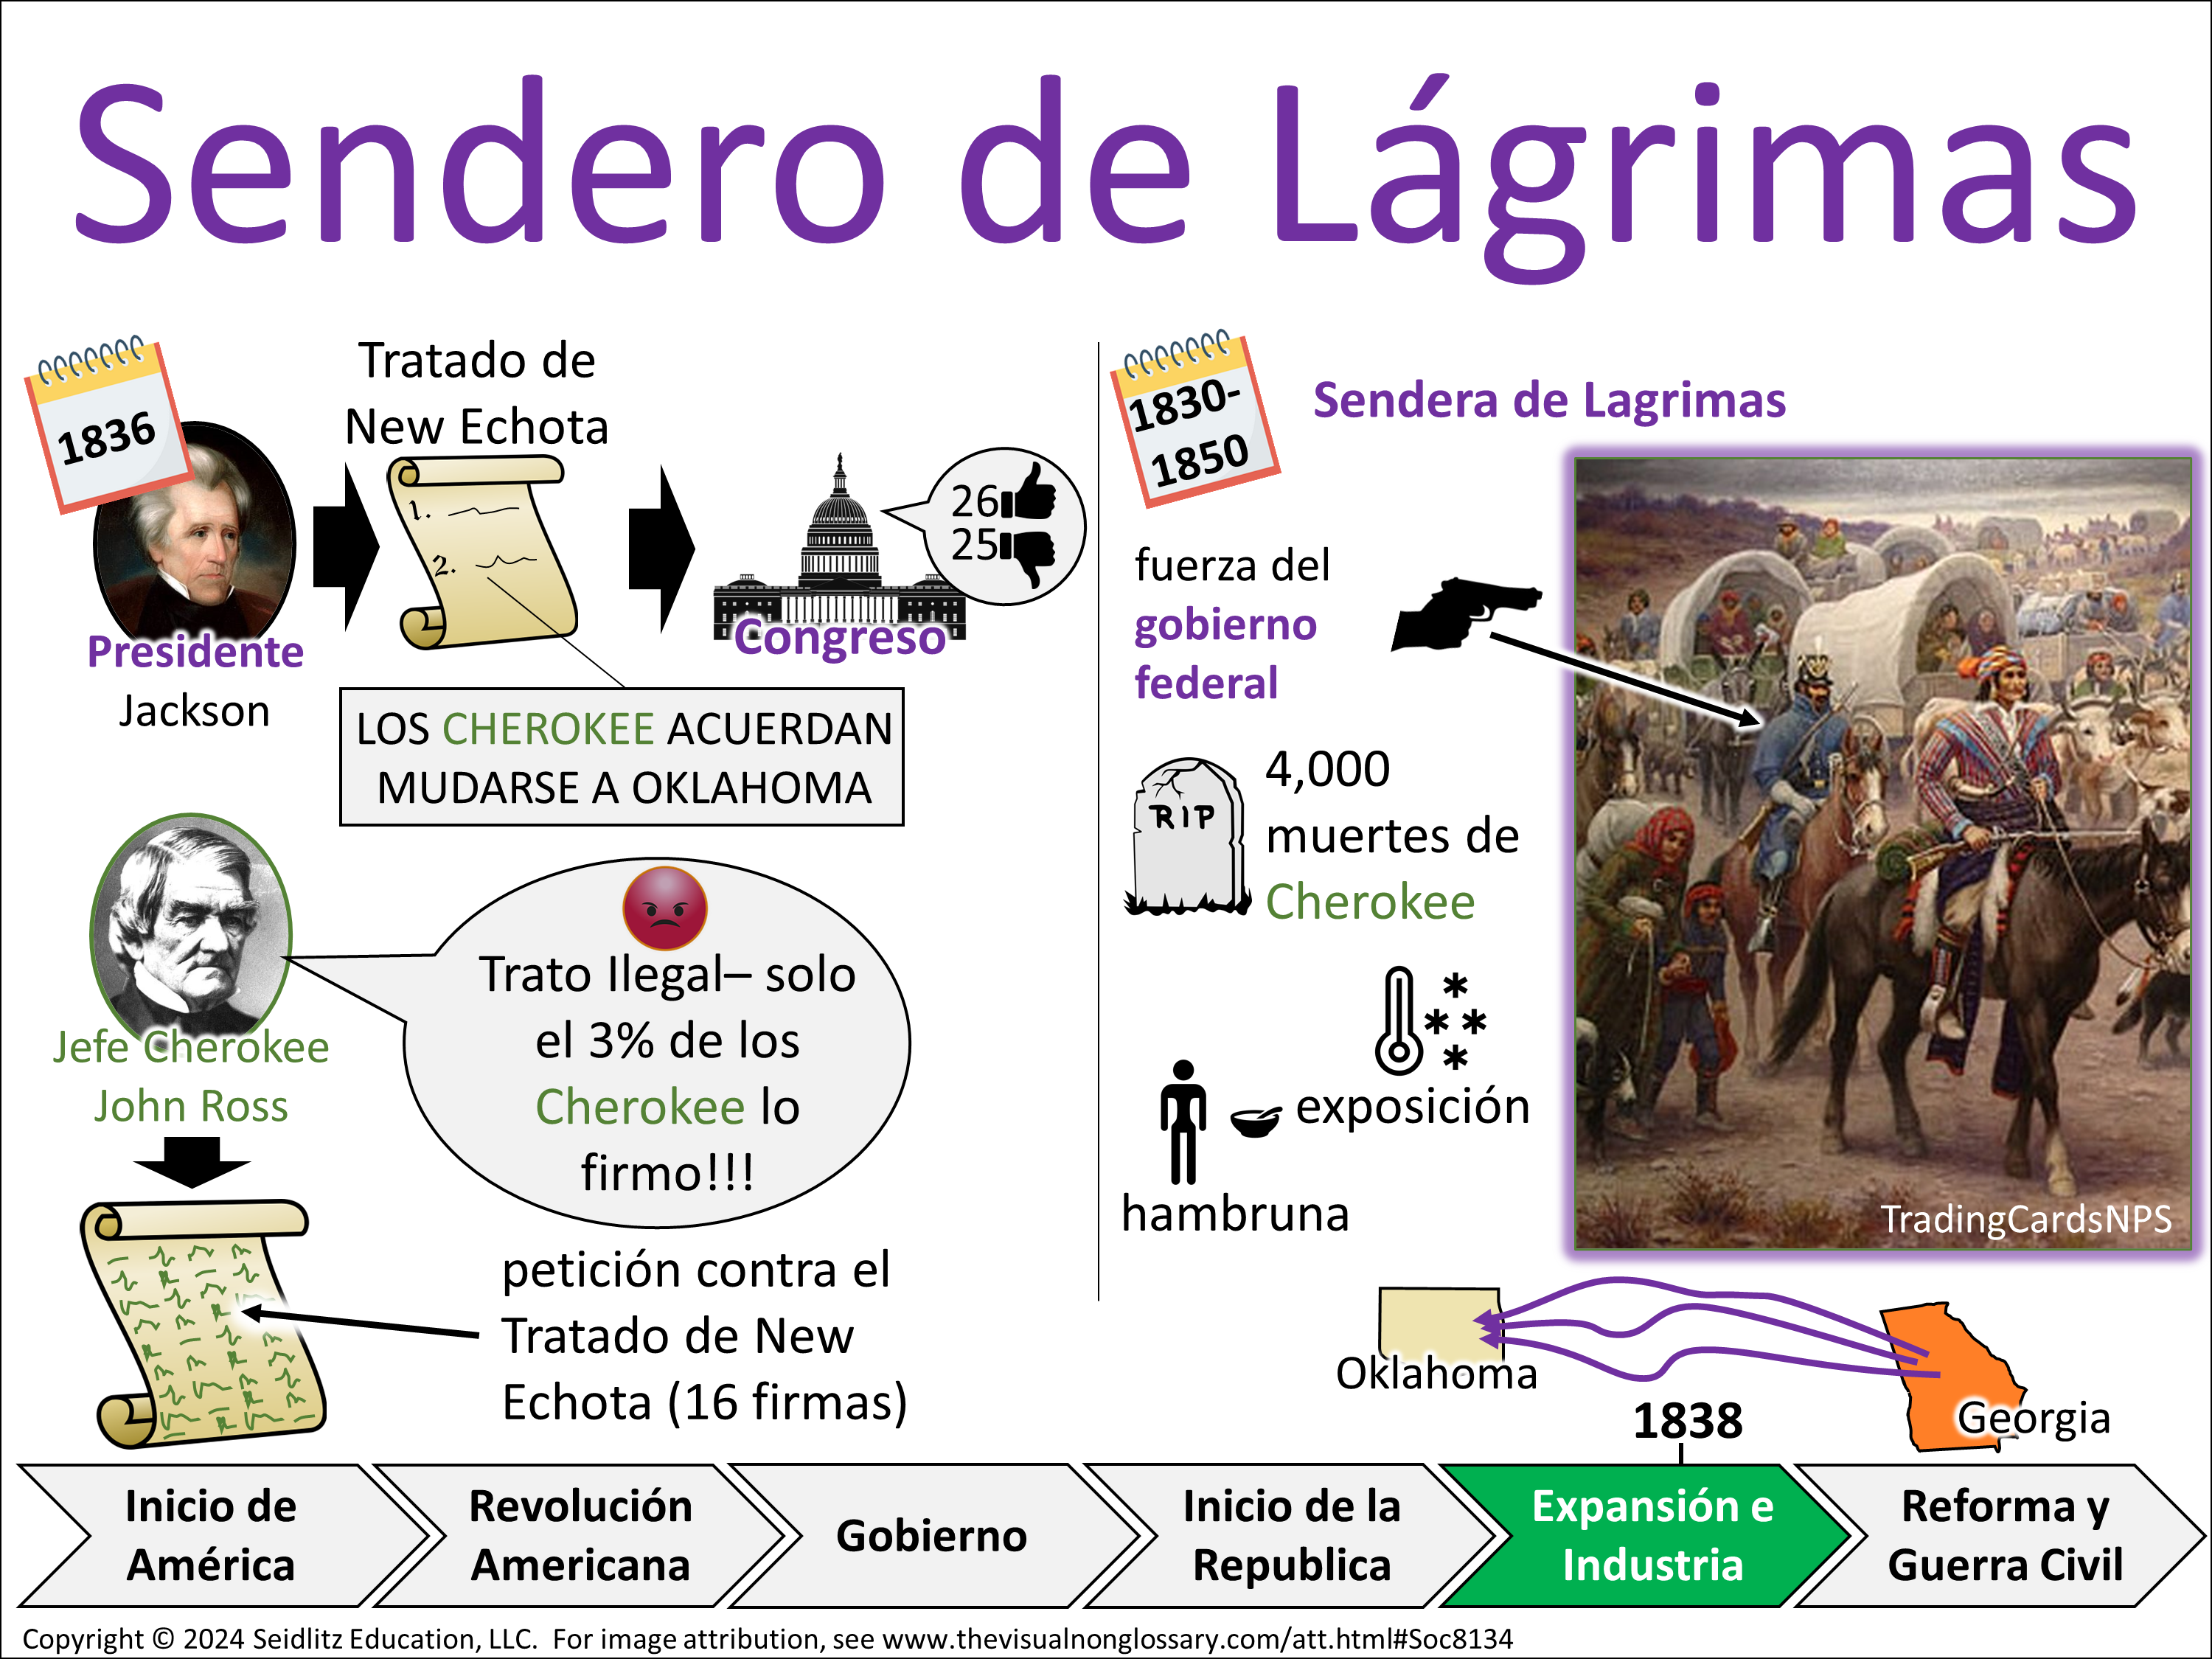 Sendero de Lágrimas
1836
Tratado de
New Echota
1.
2.
26
25
Presidente
Jackson
Congreso
LOS CHEROKEE ACUERDAN
MUDARSE A OKLAHOMA
Jefe Cherokee
John Ross
Trato Ilegal– solo
el 3% de los
Cherokee lo
firmo!!!
petición contra el
Tratado de New
Echota (16 firmas)
1830-
1850
Sendera de Lagrimas
fuerza del
gobierno
federal
RIP
4,000
muertes de
Cherokee
exposición
hambruna
TradingCardsNPS
Oklahoma
Georgia
1838
Inicio de
América
Revolución
Americana
Gobierno
Inicio de la
Republica
Expansión e
Industria
Reforma y
Guerra Civil
Copyright © 2024 Seidlitz Education, LLC.  For image attribution, see www.thevisualnonglossary.com/att.html#Soc8134